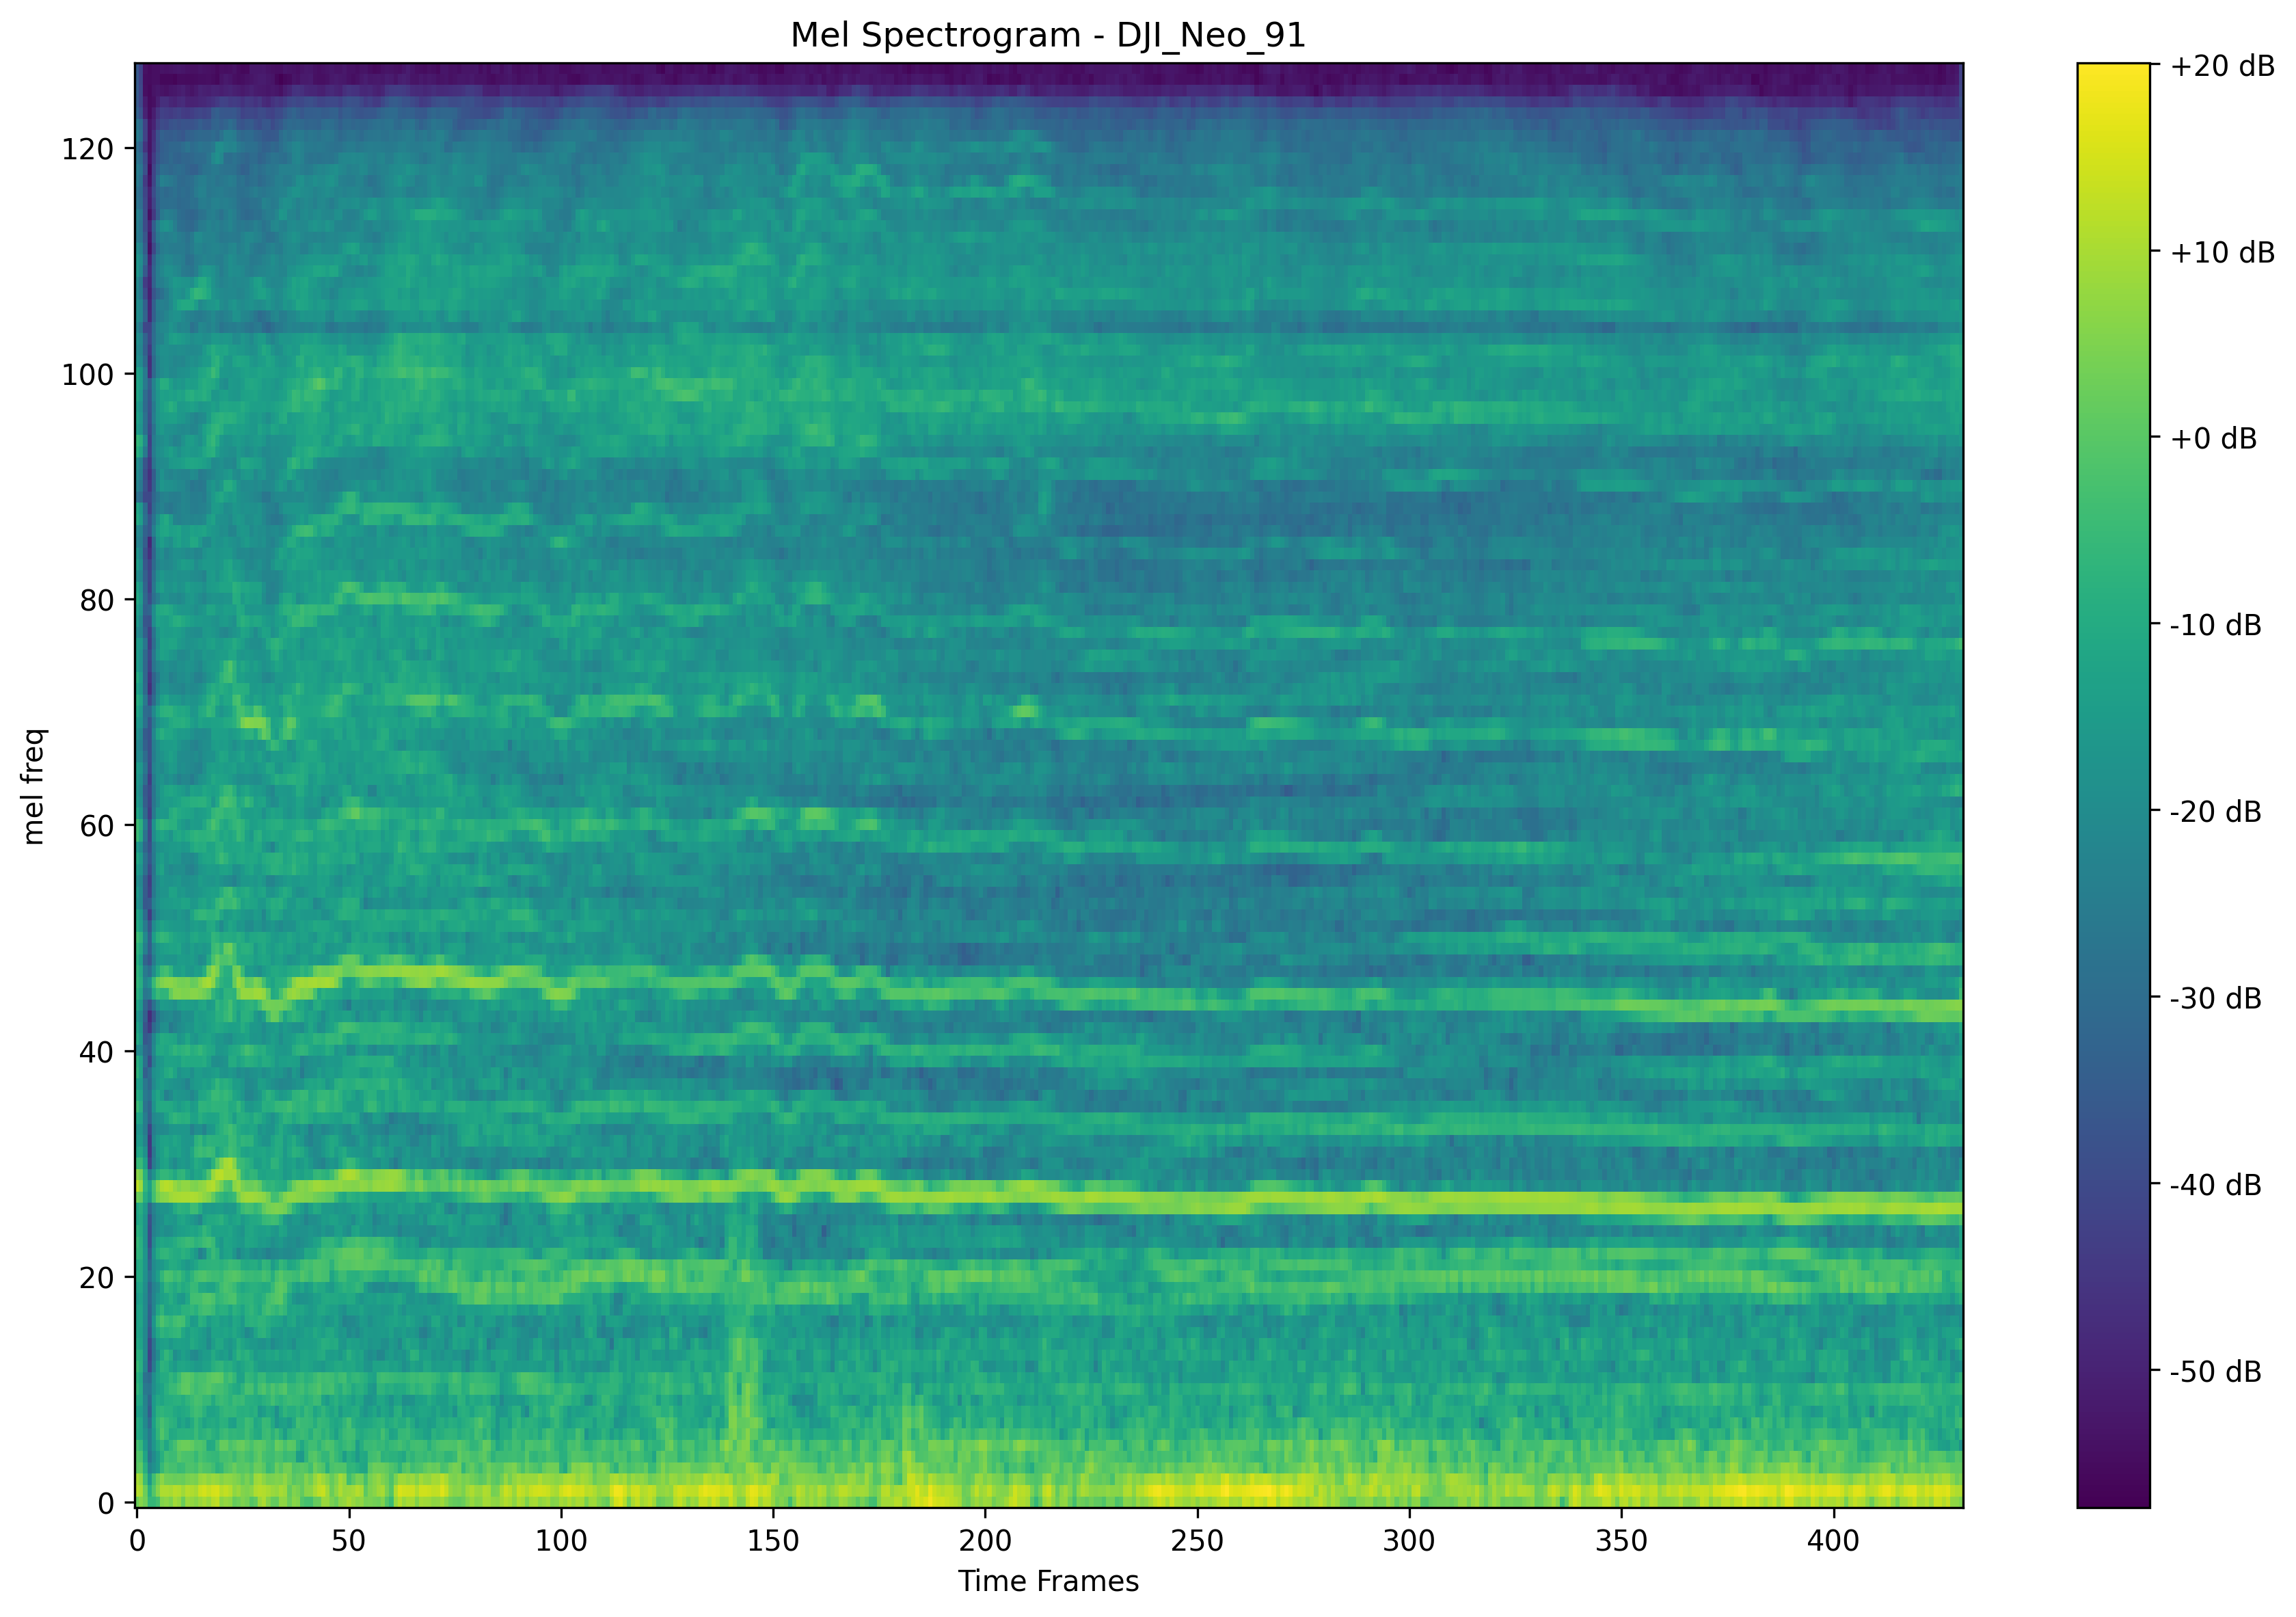 Mel Spectrogram - DJI_Neo_91
mel freq
120
100
80
60
40
20
0
0 50 100 150 200 250 300 350 400
Time Frames
+20 dB
+10 dB
+0 dB
-10 dB
-20 dB
-30 dB
-40 dB
-50 dB